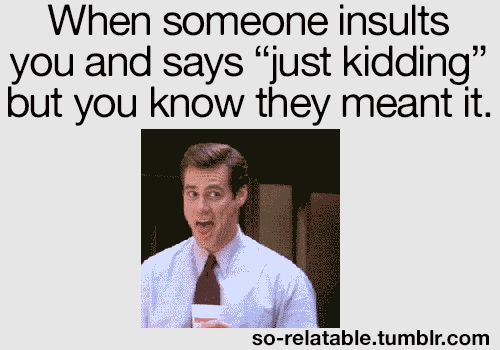 When someone insults
you and says “just kidding”
but you know they meant it.
so-relatable.tumblr.com